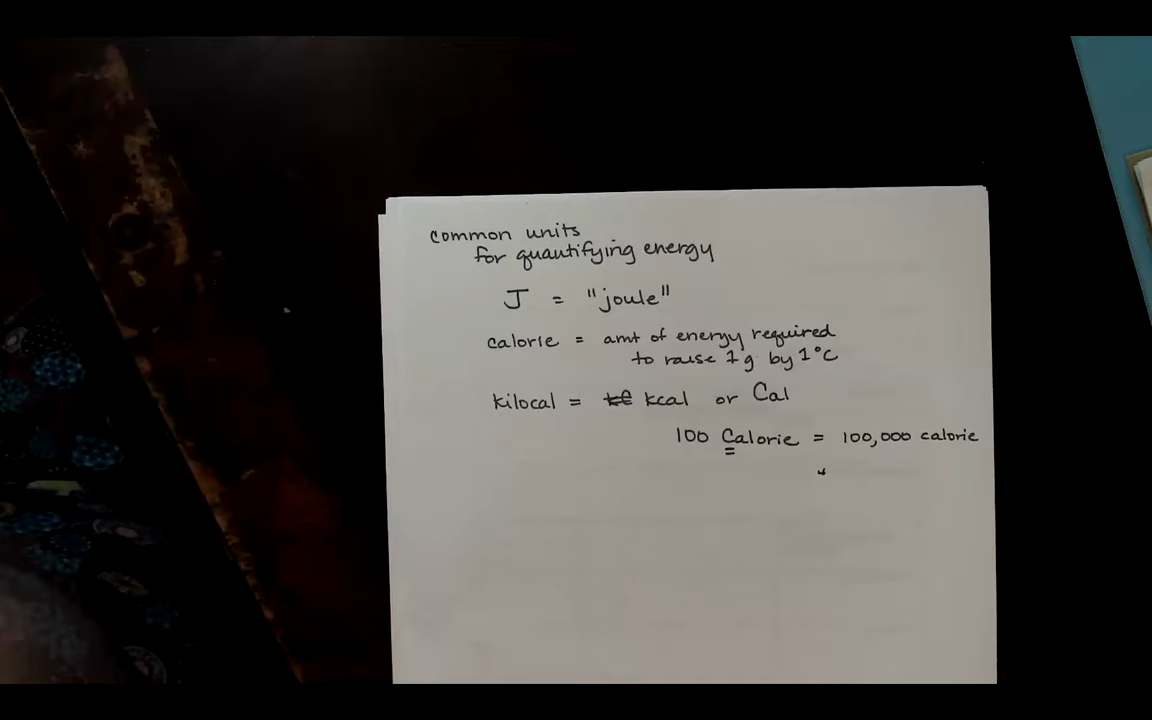 common units
for quantifying energy
J = "joule"
calorie = amt of energy required
to raise 1g by 1°C
kilocal = kcal or Cal
100 Calorie = 100,000 calorie